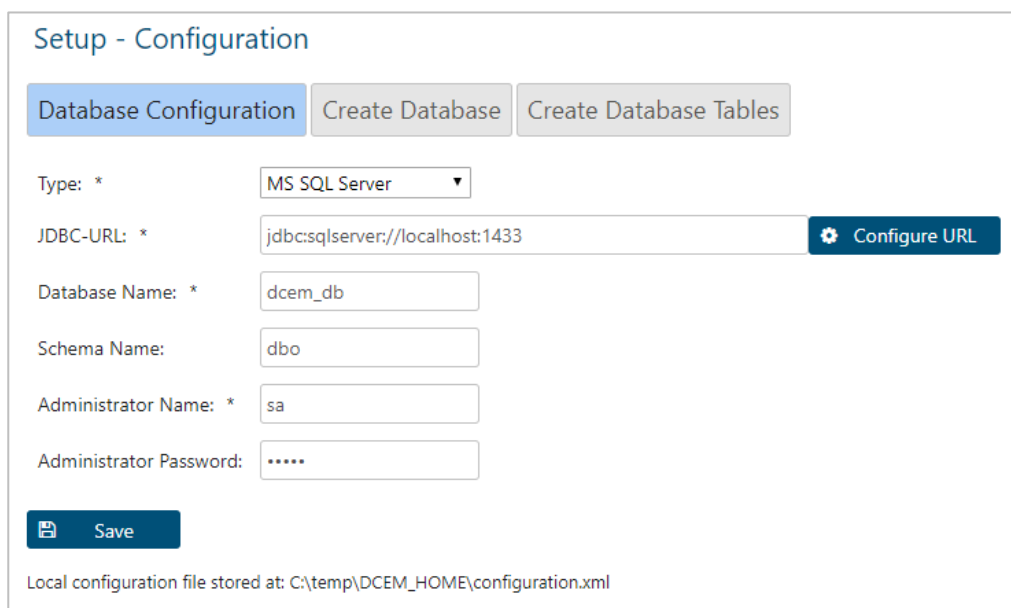 Setup - Configuration
Database Configuration Create Database Create Database Tables
Type: * MS SQL Server
JDBC-URL: * jdbc:sqlserver://localhost:1433 Configure URL
Database Name: * dcem_db
Schema Name: dbo
Administrator Name: * sa
Administrator Password: •••••
Save
Local configuration file stored at: C:\temp\DCEM_HOME\configuration.xml